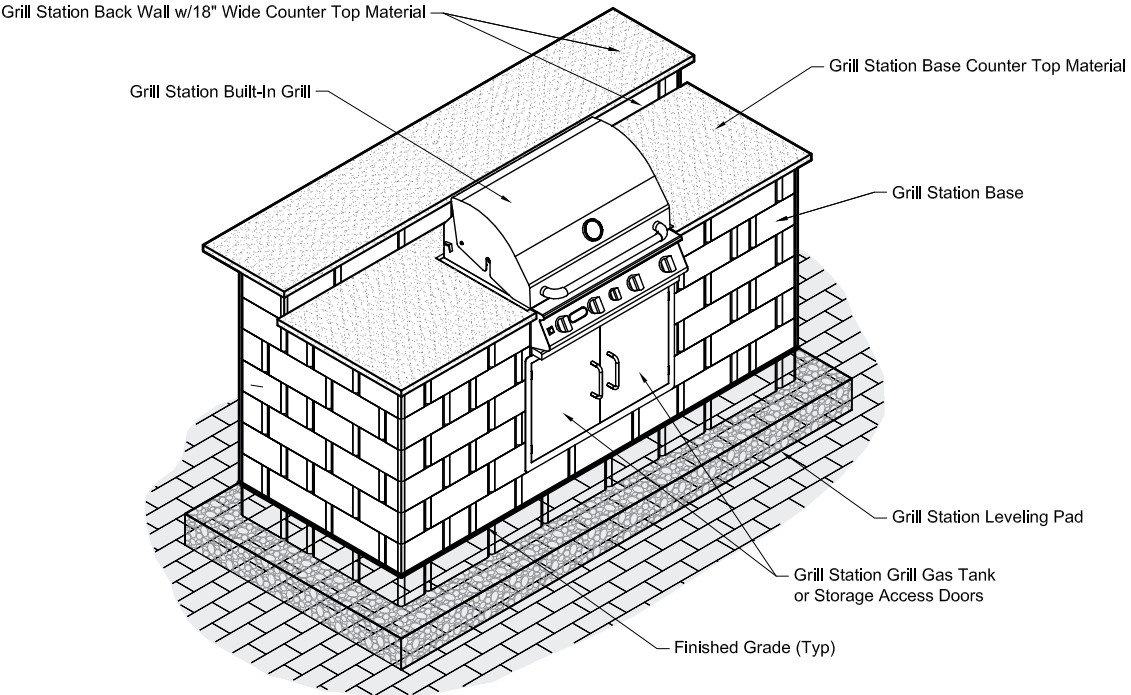 Grill Station Back Wall w/18" Wide Counter Top Material
Grill Station Base Counter Top Material
Grill Station Built-In Grill
Grill Station Base
Grill Station Leveling Pad
Grill Station Grill Gas Tank
or Storage Access Doors
Finished Grade (Typ)